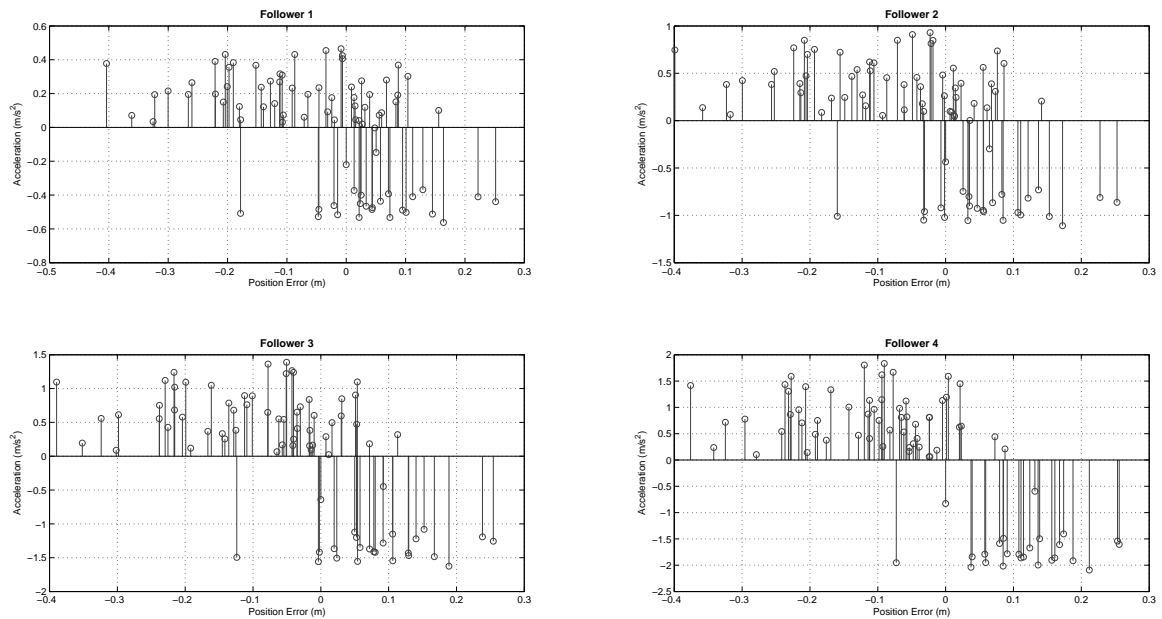 Follower 1
0.6
0.4
0.2
0
−0.2
−0.4
−0.6
−0.8
Acceleration (m/s²)
−0.5 −0.4 −0.3 −0.2 −0.1 0 0.1 0.2 0.3
Position Error (m)
Follower 2
1
0.5
0
−0.5
−1
−1.5
Acceleration (m/s²)
−0.4 −0.3 −0.2 −0.1 0 0.1 0.2 0.3
Position Error (m)
Follower 3
1.5
1
0.5
0
−0.5
−1
−1.5
−2
Acceleration (m/s²)
−0.4 −0.3 −0.2 −0.1 0 0.1 0.2 0.3
Position Error (m)
Follower 4
2
1.5
1
0.5
0
−0.5
−1
−1.5
−2
−2.5
Acceleration (m/s²)
−0.4 −0.3 −0.2 −0.1 0 0.1 0.2 0.3
Position Error (m)